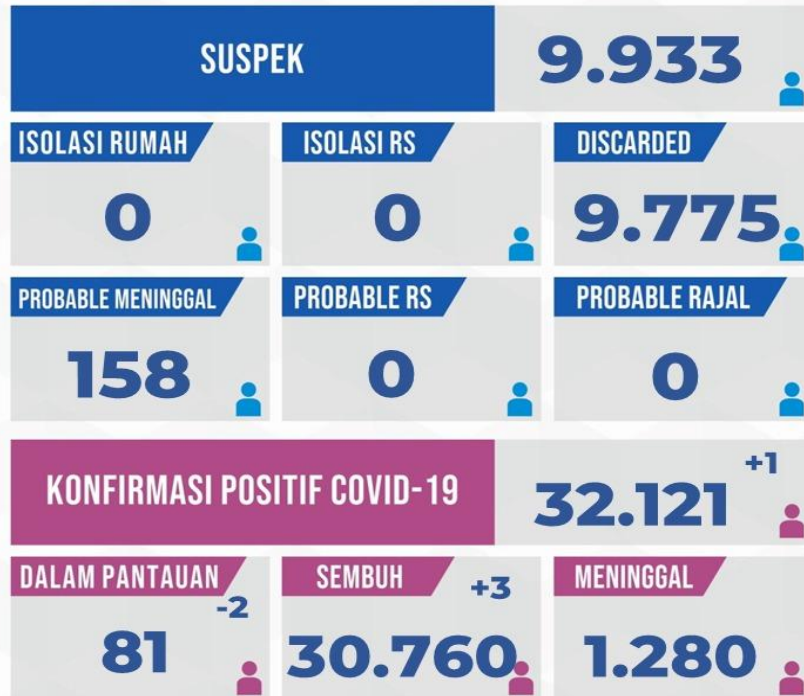 SUSPEK
9.933
ISOLASI RUMAH
0
ISOLASI RS
0
DISCARDED
9.775
PROBABLE MENINGGAL
158
PROBABLE RS
0
PROBABLE RAJAL
0
KONFIRMASI POSITIF COVID-19
32.121
+1
DALAM PANTAUAN
-2
81
SEMBUH
+3
30.760
MENINGGAL
1.280